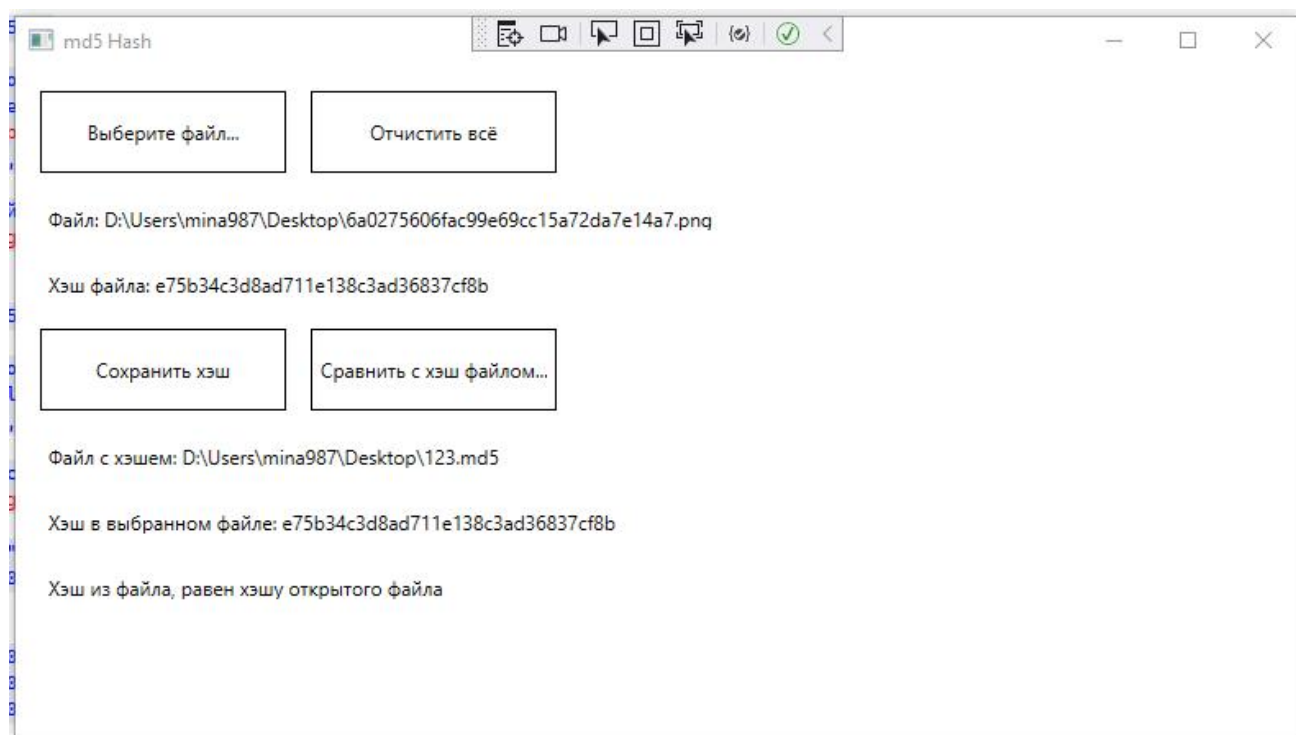 md5 Hash
Выберите файл...
Отчистить всё
Файл: D:\Users\mina987\Desktop\6a0275606fac99e69cc15a72da7e14a7.png
Хэш файла: e75b34c3d8ad711e138c3ad36837cf8b
Сохранить хэш
Сравнить с хэш файлом...
Файл с хэшем: D:\Users\mina987\Desktop\123.md5
Хэш в выбранном файле: e75b34c3d8ad711e138c3ad36837cf8b
Хэш из файла, равен хэшу открытого файла